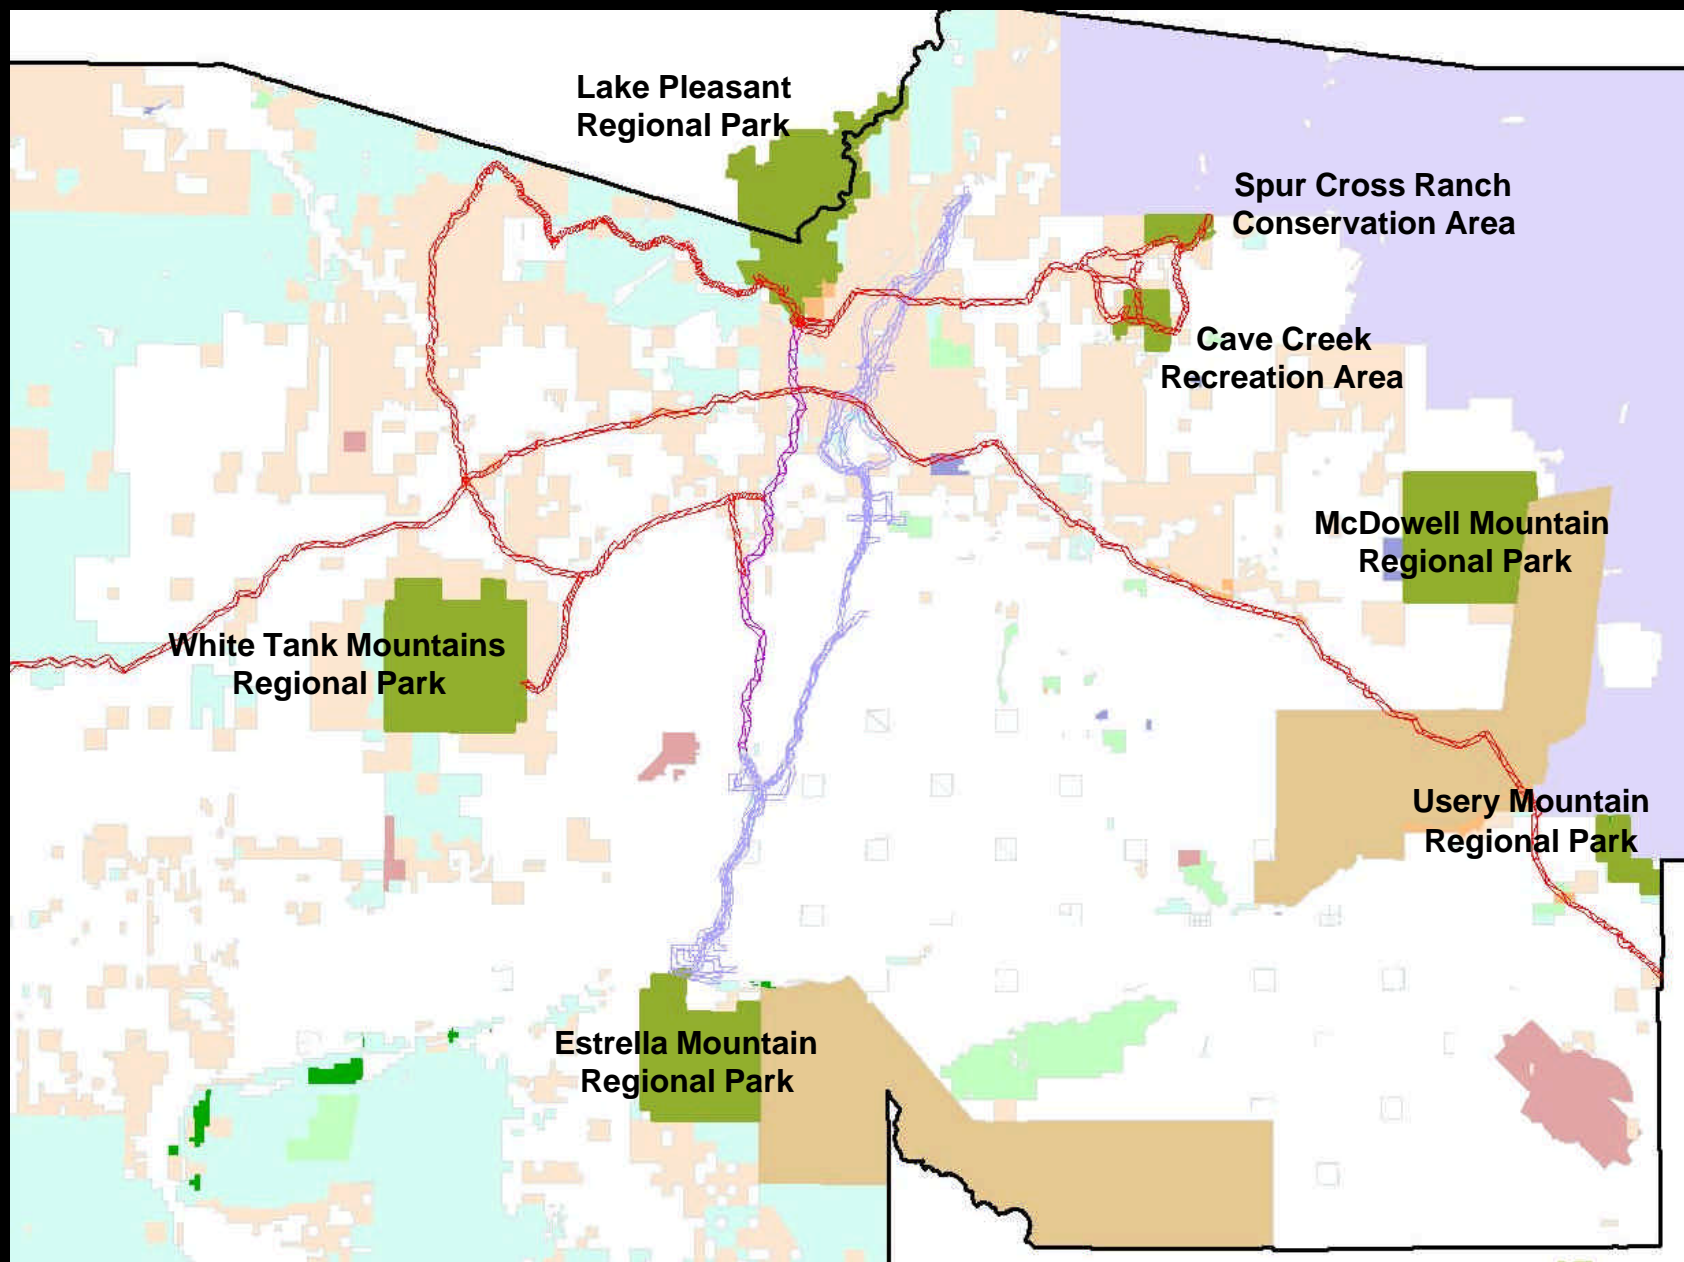 Lake Pleasant
Regional Park
Spur Cross Ranch
Conservation Area
Cave Creek
Recreation Area
McDowell Mountain
Regional Park
White Tank Mountains
Regional Park
Usery Mountain
Regional Park
Estrella Mountain
Regional Park